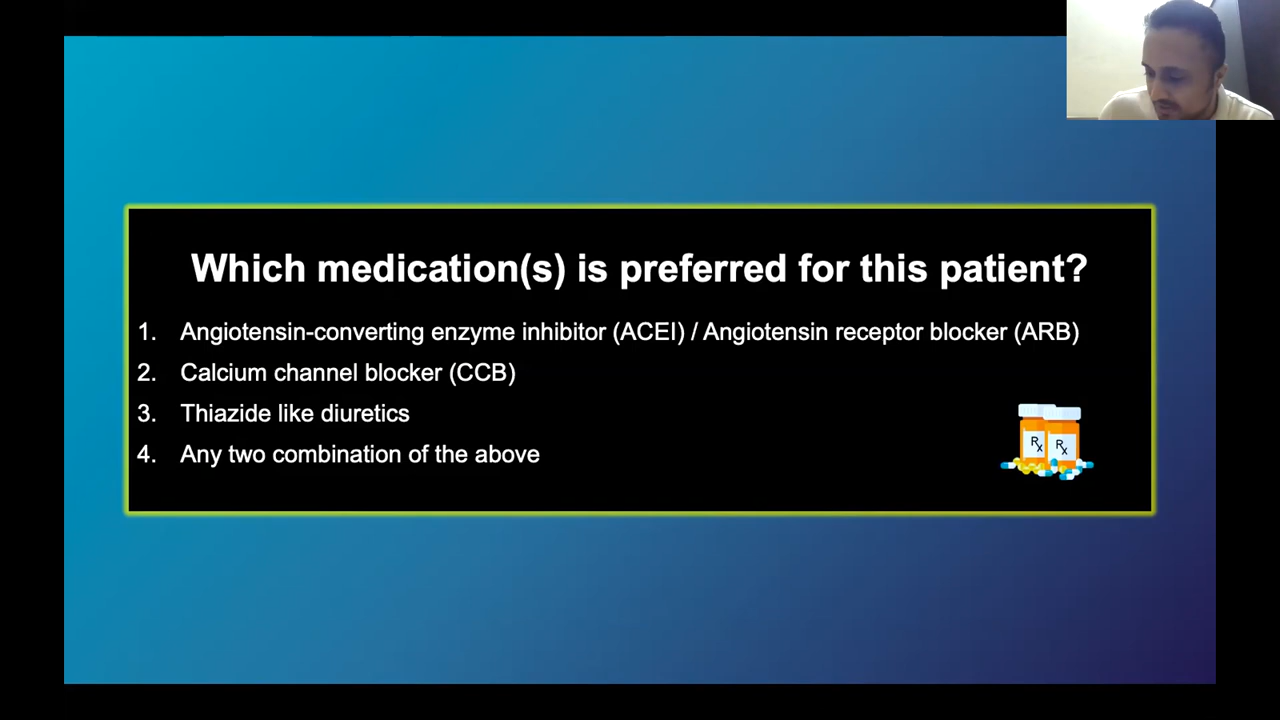 Which medication(s) is preferred for this patient?
1. Angiotensin-converting enzyme inhibitor (ACEI) / Angiotensin receptor blocker (ARB)
2. Calcium channel blocker (CCB)
3. Thiazide like diuretics
4. Any two combination of the above
Rx Rx